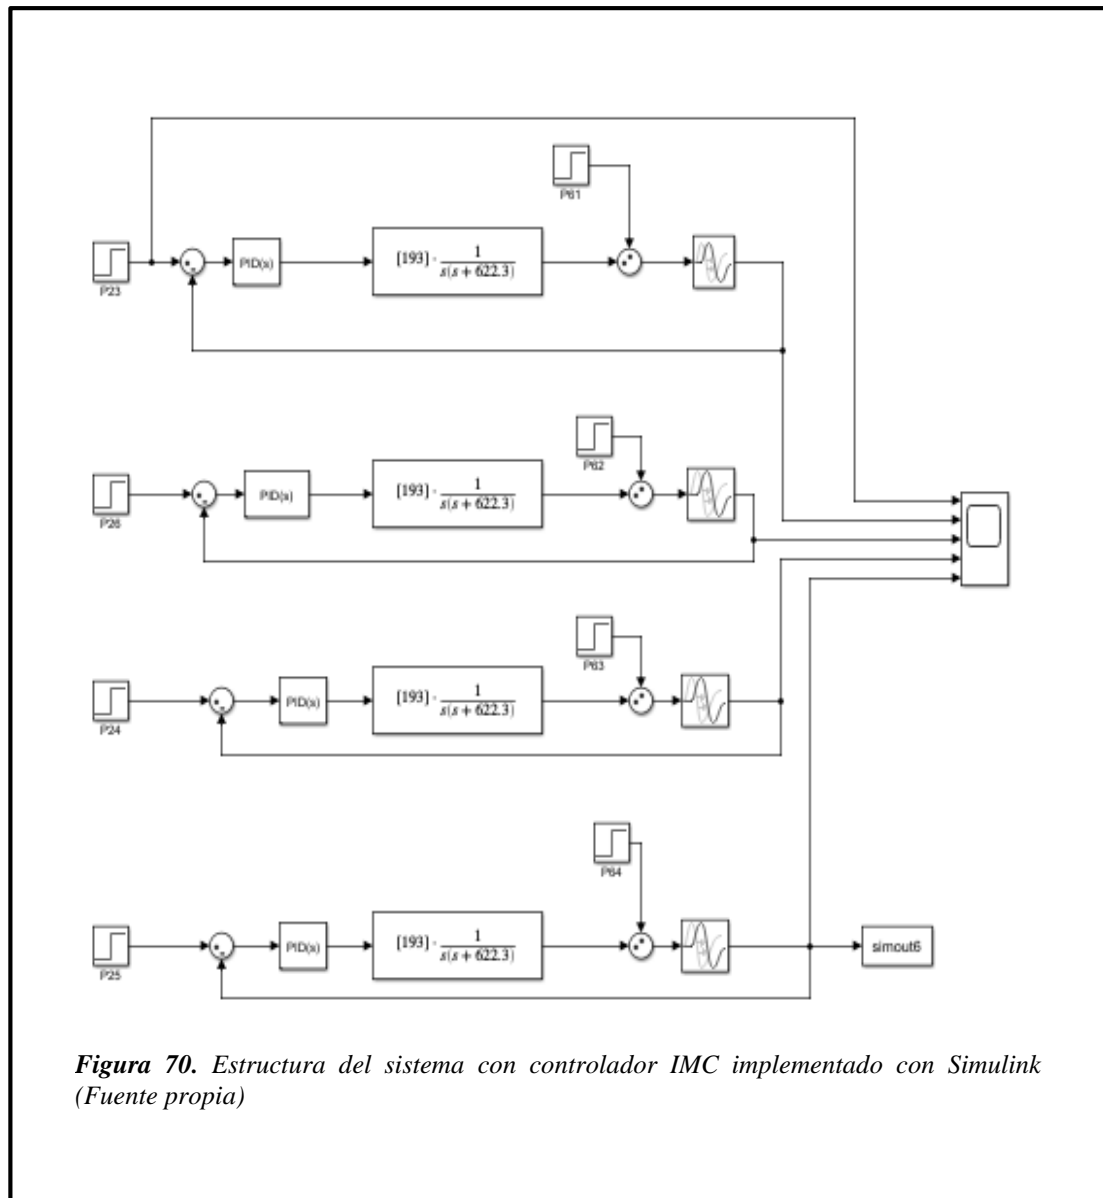 P61
P23
PID(s)
[193] · 1 / s(s + 622.3)
P62
P26
PID(s)
[193] · 1 / s(s + 622.3)
P63
P24
PID(s)
[193] · 1 / s(s + 622.3)
P64
P25
PID(s)
[193] · 1 / s(s + 622.3)
simout6
Figura 70. Estructura del sistema con controlador IMC implementado con Simulink
(Fuente propia)